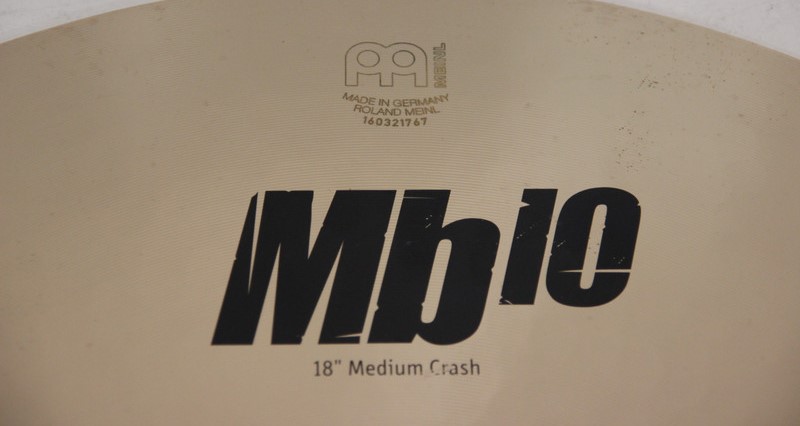 MEINL
MADE IN GERMANY
ROLAND MEINL
160321767
Mb10
18" Medium Crash